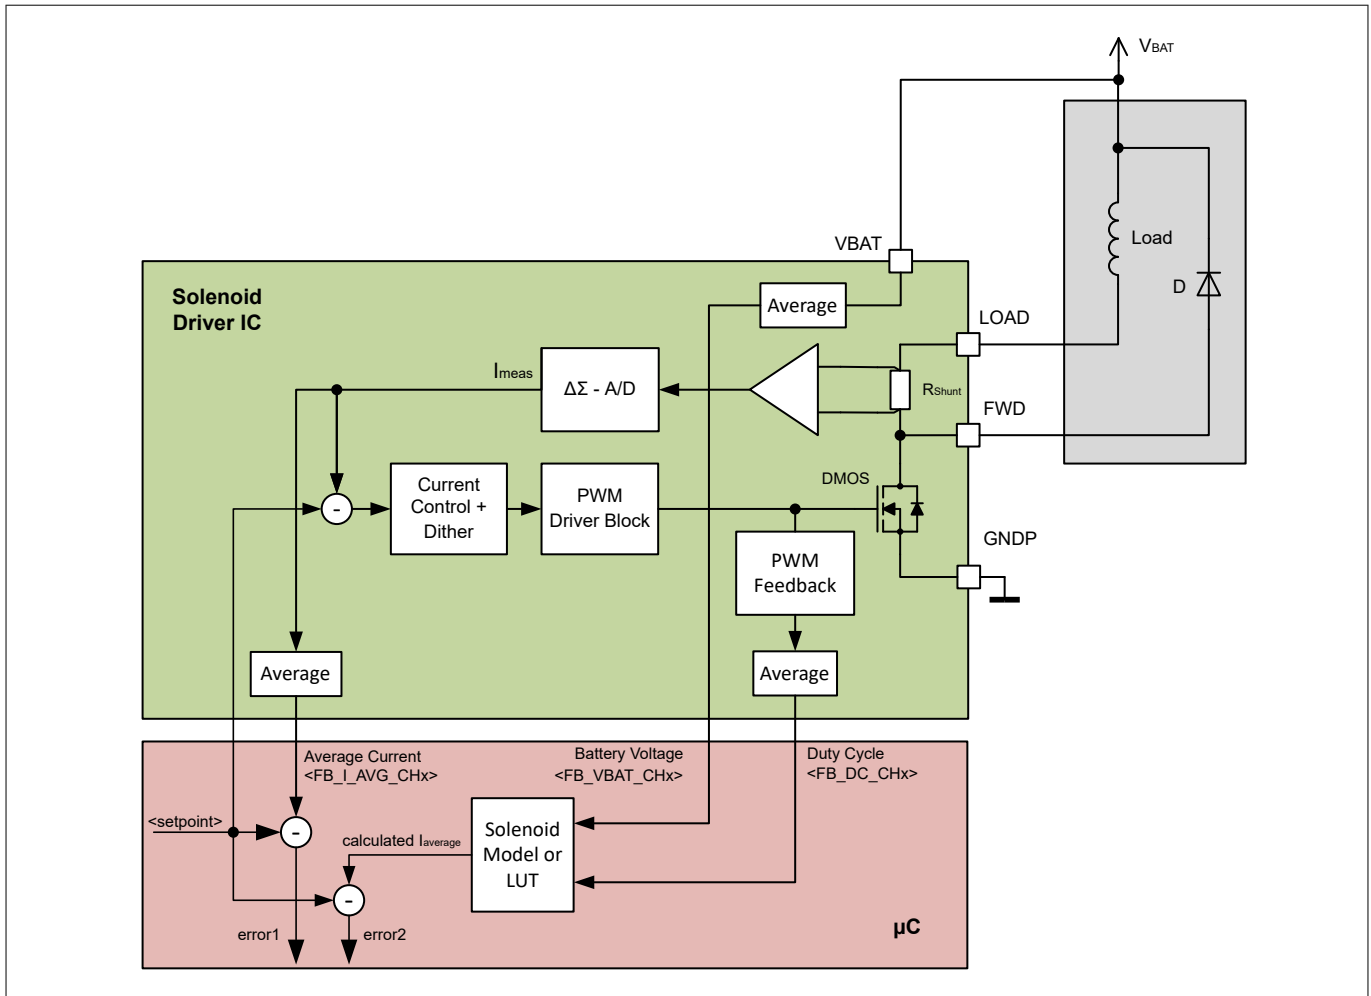 VBAT
Load
D
VBAT
Solenoid
Driver IC
Average
LOAD
Imeas
ΔΣ - A/D
RShunt
FWD
Current
Control +
Dither
PWM
Driver Block
DMOS
GNDP
PWM
Feedback
Average
Average
Average Current
<FB_I_AVG_CHx>
Battery Voltage
<FB_VBAT_CHx>
Duty Cycle
<FB_DC_CHx>
<setpoint>
-
-
calculated Iaverage
Solenoid
Model or
LUT
-
error1
error2
µC